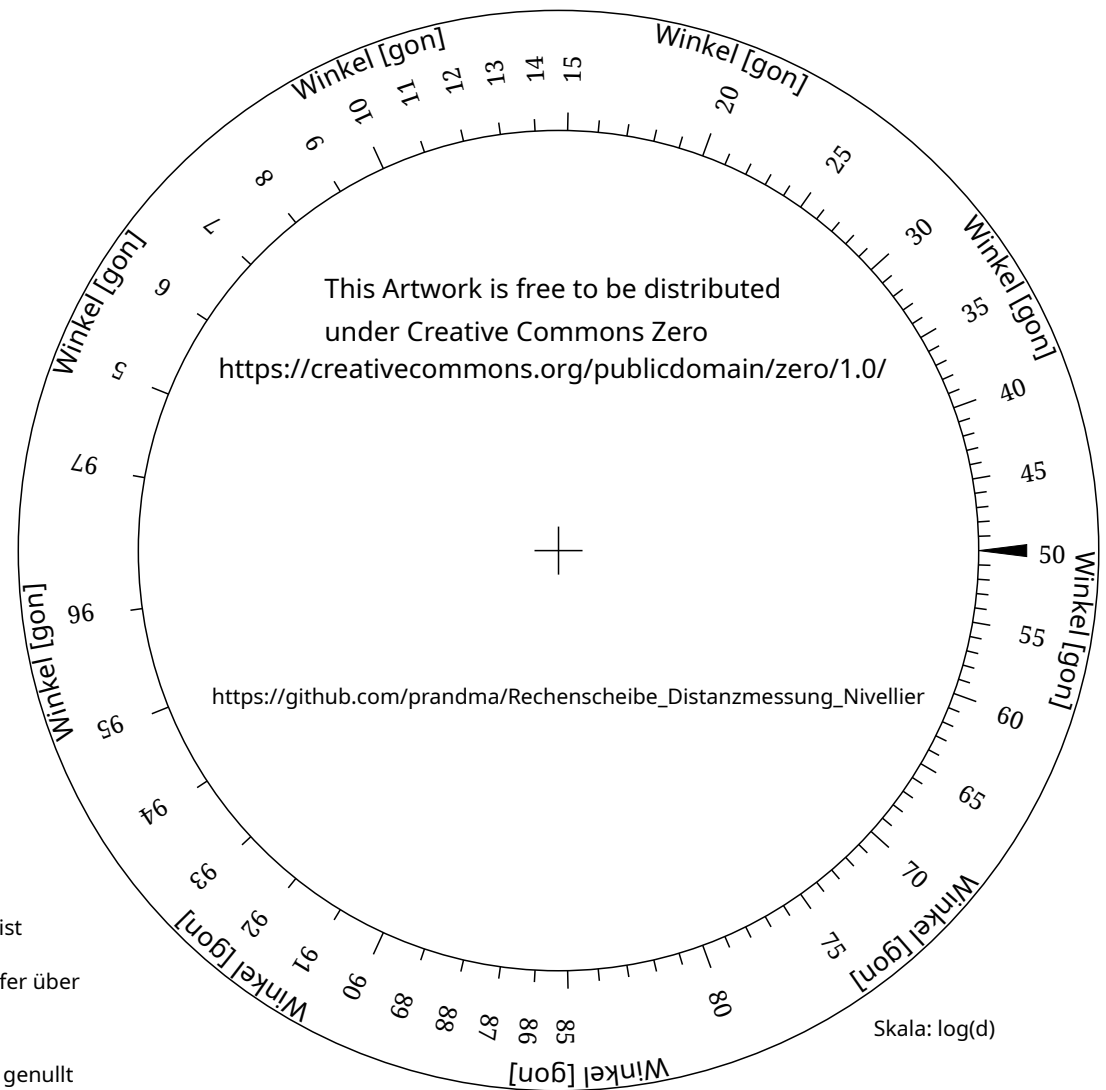 Winkel [gon]
Winkel [gon]
Winkel [gon]
Winkel [gon]
Winkel [gon]
Winkel [gon]
Winkel [gon]
Winkel [gon]
Winkel [gon]
15
20
25
30
35
40
45
50
55
60
65
70
75
80
85
86
87
88
89
90
91
92
93
94
95
96
97
5
6
7
8
9
10
11
12
13
14
This Artwork is free to be distributed
under Creative Commons Zero
https://creativecommons.org/publicdomain/zero/1.0/
https://github.com/prandma/Rechenscheibe_Distanzmessung_Nivellier
ist
fer über
genullt
Skala: log(d)